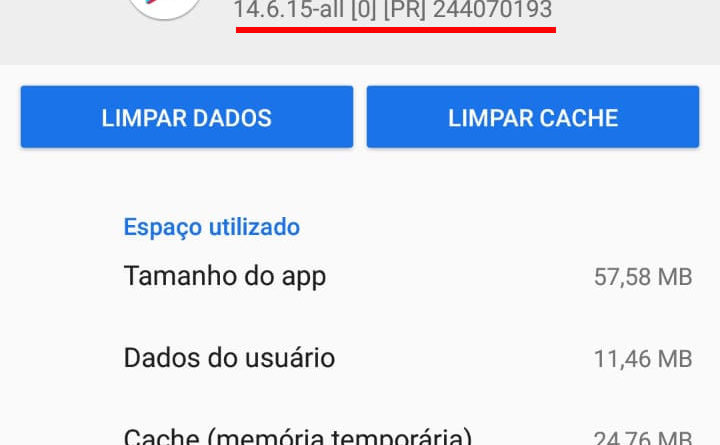 14.6.15-all [0] [PR] 244070193
LIMPAR DADOS LIMPAR CACHE
Espaço utilizado
Tamanho do app 57,58 MB
Dados do usuário 11,46 MB
Cache (memória temporária) 24,76 MB